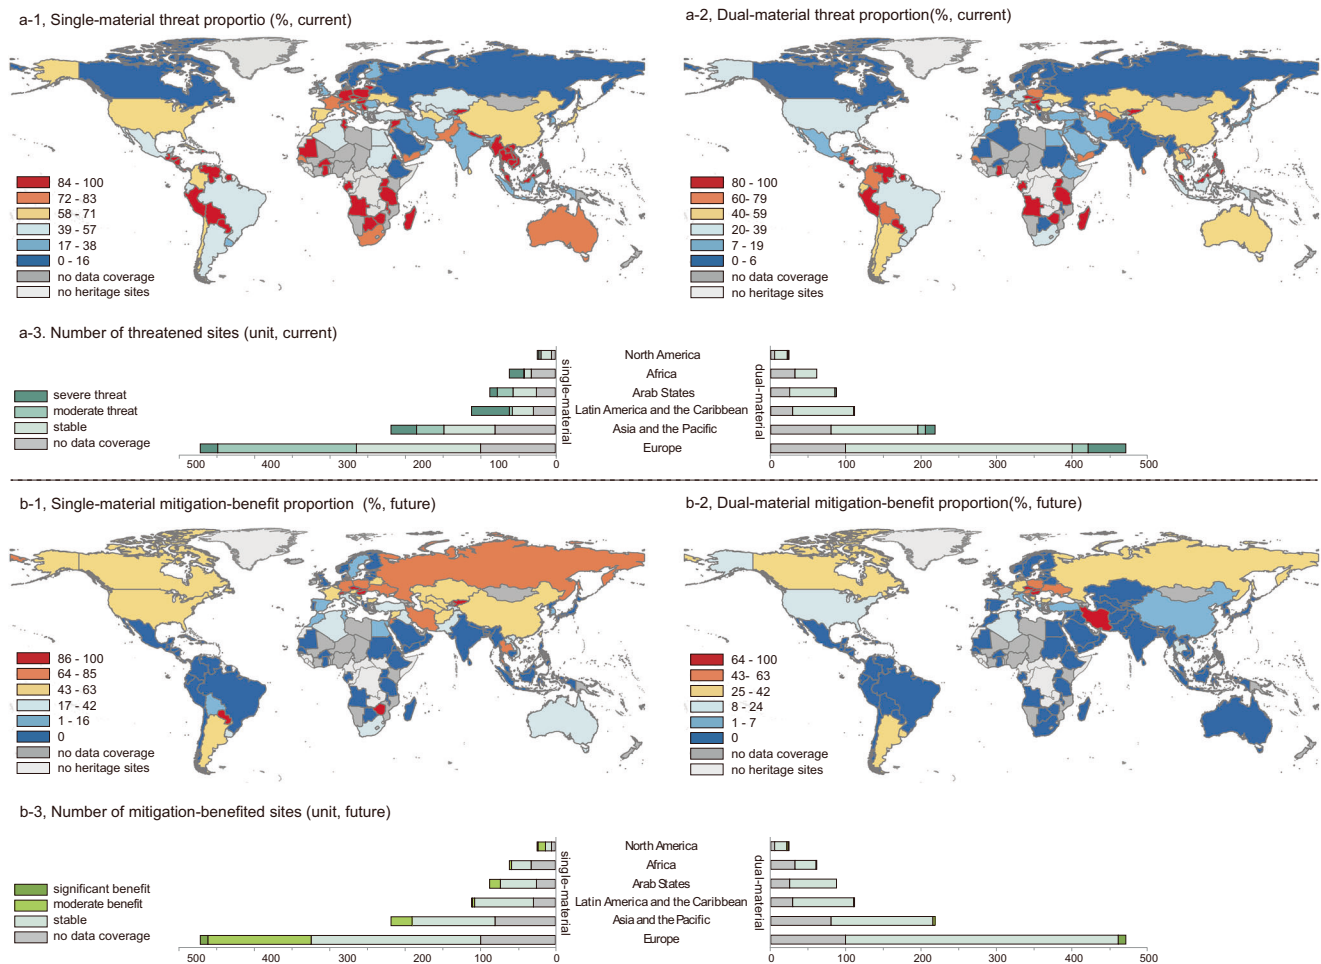 a-1, Single-material threat proportio (%, current)
a-2, Dual-material threat proportion(%, current)
84 - 100
72 - 83
58 - 71
39 - 57
17 - 38
0 - 16
no data coverage
no heritage sites
80 - 100
60 - 79
40 - 59
20- 39
7 - 19
0 - 6
no data coverage
no heritage sites
a-3. Number of threatened sites (unit, current)
severe threat
moderate threat
stable
no data coverage
single-material
North America
Africa
Arab States
Latin America and the Caribbean
Asia and the Pacific
Europe
dual-material
500 400 300 200 100 0
0 100 200 300 400 500
b-1, Single-material mitigation-benefit proportion (%, future)
b-2, Dual-material mitigation-benefit proportion(%, future)
86 - 100
64 - 85
43 - 63
17 - 42
1 - 16
0
no data coverage
no heritage sites
64 - 100
43- 63
25 - 42
8 - 24
1 - 7
0
no data coverage
no heritage sites
b-3, Number of mitigation-benefited sites (unit, future)
significant benefit
moderate benefit
stable
no data coverage
single-material
North America
Africa
Arab States
Latin America and the Caribbean
Asia and the Pacific
Europe
dual-material
500 400 300 200 100 0
0 100 200 300 400 500